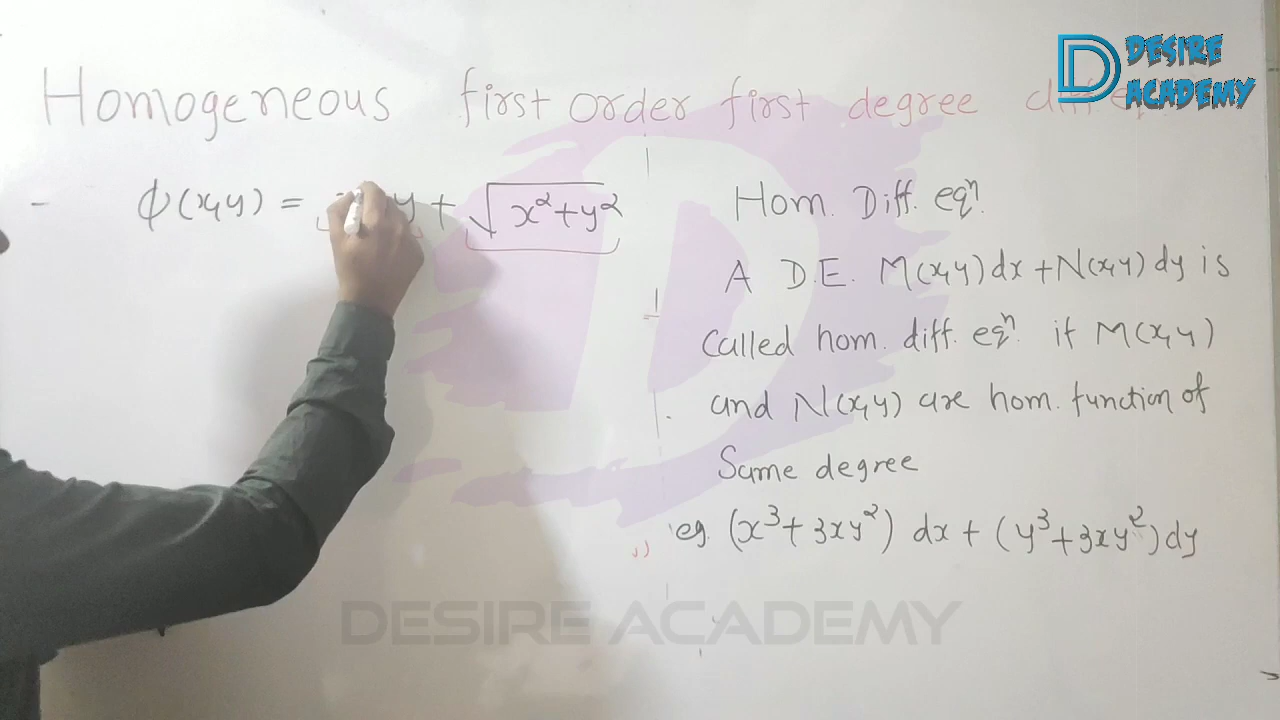 DESIRE
ACADEMY
Homogeneous first order first degree
φ(x,y) = y + √x²+y²
Hom. Diff. eqⁿ.
A D.E. M(x,y)dx+N(x,y)dy is
Called hom. diff. eqⁿ. if M(x,y)
and N(x,y) are hom. function of
Same degree
eg. (x³+3xy²) dx + (y³+3xy²)dy
DESIRE ACADEMY